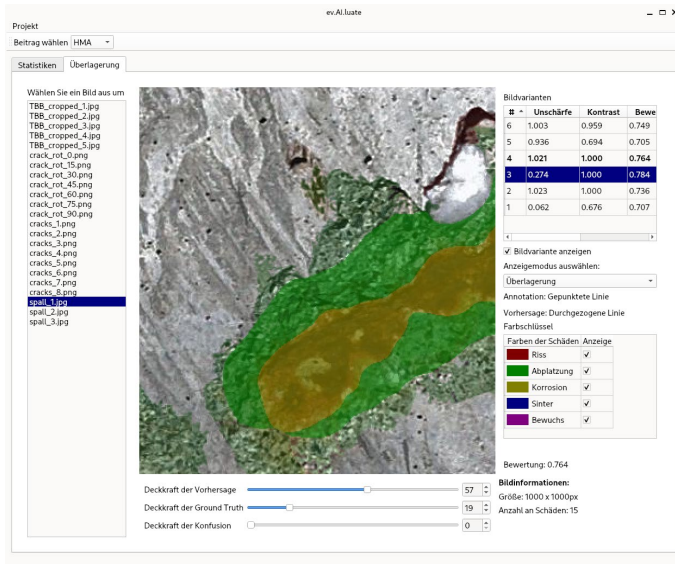 ev.AI.luate
Projekt
Beitrag wählen HMA
Statistiken Überlagerung
Wählen Sie ein Bild aus um
TBB_cropped_1.jpg
TBB_cropped_2.jpg
TBB_cropped_3.jpg
TBB_cropped_4.jpg
TBB_cropped_5.jpg
crack_rot_0.png
crack_rot_15.png
crack_rot_30.png
crack_rot_45.png
crack_rot_60.png
crack_rot_75.png
crack_rot_90.png
cracks_1.png
cracks_2.png
cracks_3.png
cracks_4.png
cracks_5.png
cracks_6.png
cracks_7.png
cracks_8.png
spall_1.jpg
spall_2.jpg
spall_3.jpg
Deckkraft der Vorhersage 57
Deckkraft der Ground Truth 19
Deckkraft der Konfusion 0
Bildvarianten
# Unschärfe Kontrast Bewe
6 1.003 0.959 0.749
5 0.936 0.694 0.705
4 1.021 1.000 0.764
3 0.274 1.000 0.784
2 1.023 1.000 0.736
1 0.062 0.676 0.707
Bildvariante anzeigen
Anzeigemodus auswählen:
Überlagerung
Annotation: Gepunktete Linie
Vorhersage: Durchgezogene Linie
Farbschlüssel
Farben der Schäden Anzeige
Riss
Abplatzung
Korrosion
Sinter
Bewuchs
Bewertung: 0.764
Bildinformationen:
Größe: 1000 x 1000px
Anzahl an Schäden: 15